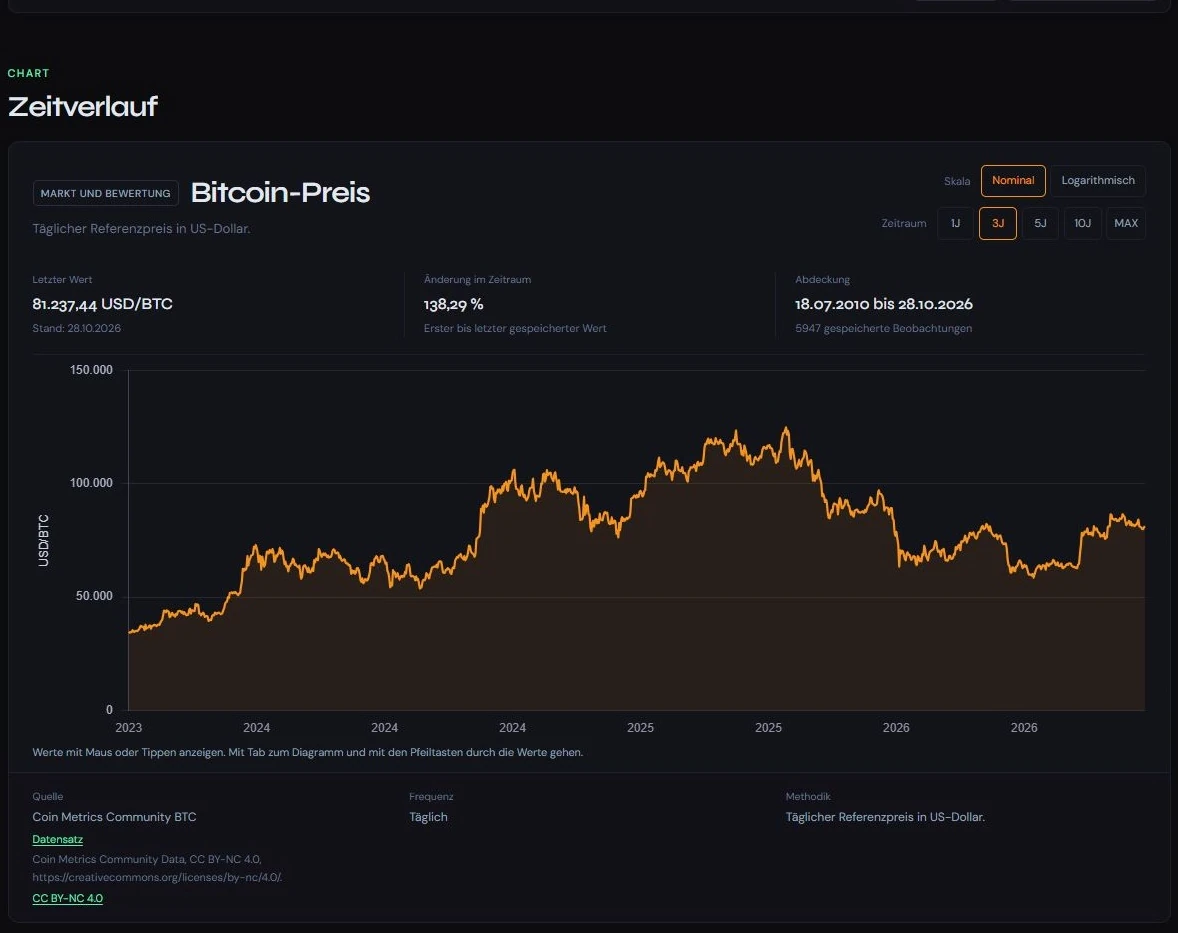 CHART
Zeitverlauf
MARKT UND BEWERTUNG Bitcoin-Preis
Täglicher Referenzpreis in US-Dollar.
Skala Nominal Logarithmisch
Zeitraum 1J 3J 5J 10J MAX
Letzter Wert
81.237,44 USD/BTC
Stand: 28.10.2026
Änderung im Zeitraum
138,29 %
Erster bis letzter gespeicherter Wert
Abdeckung
18.07.2010 bis 28.10.2026
5947 gespeicherte Beobachtungen
150.000
100.000
50.000
0
USD/BTC
2023 2024 2024 2024 2025 2025 2026 2026
Werte mit Maus oder Tippen anzeigen. Mit Tab zum Diagramm und mit den Pfeiltasten durch die Werte gehen.
Quelle
Coin Metrics Community BTC
Datensatz
Coin Metrics Community Data, CC BY-NC 4.0,
https://creativecommons.org/licenses/by-nc/4.0/.
CC BY-NC 4.0
Frequenz
Täglich
Methodik
Täglicher Referenzpreis in US-Dollar.